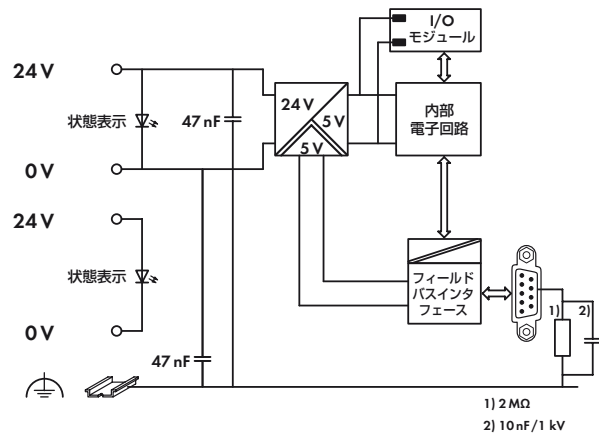 I/O
モジュール
24 V
24 V
5 V
5 V
内部
電子回路
状態表示
47 nF
0 V
24 V
状態表示
フィールド
バスインタ
フェース
1)
2)
0 V
47 nF
1) 2 MΩ
2) 10 nF/1 kV